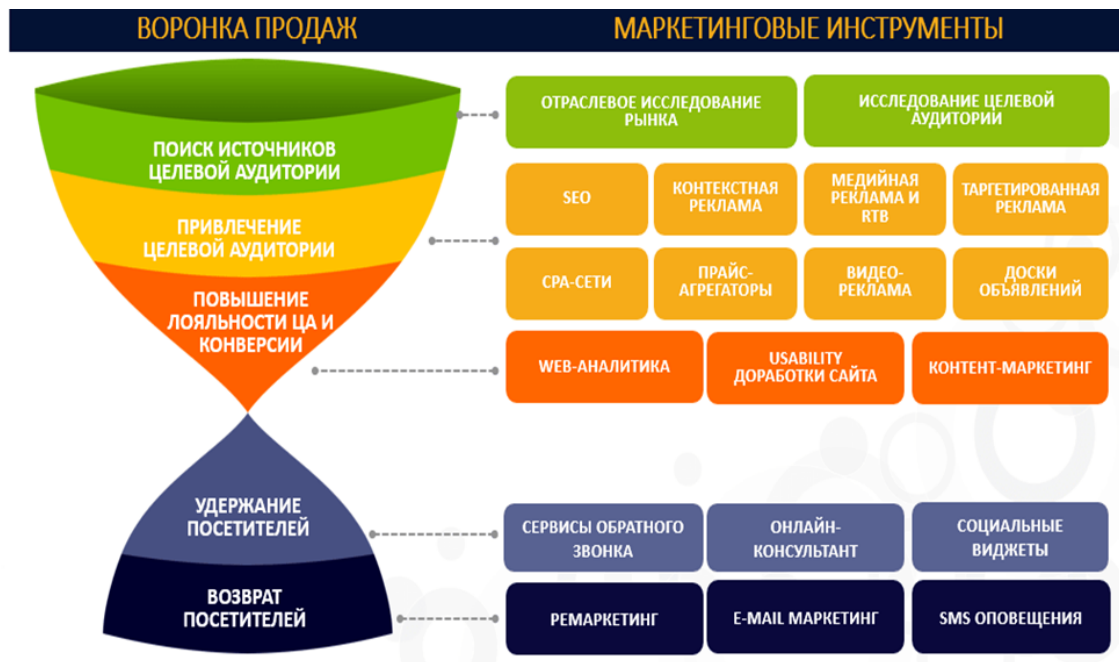 ВОРОНКА ПРОДАЖ
МАРКЕТИНГОВЫЕ ИНСТРУМЕНТЫ
ПОИСК ИСТОЧНИКОВ
ЦЕЛЕВОЙ АУДИТОРИИ
ОТРАСЛЕВОЕ ИССЛЕДОВАНИЕ
РЫНКА
ИССЛЕДОВАНИЕ ЦЕЛЕВОЙ
АУДИТОРИИ
ПРИВЛЕЧЕНИЕ
ЦЕЛЕВОЙ АУДИТОРИИ
SEO
КОНТЕКСТНАЯ
РЕКЛАМА
МЕДИЙНАЯ
РЕКЛАМА И
RTB
ТАРГЕТИРОВАННАЯ
РЕКЛАМА
CPA-СЕТИ
ПРАЙС-
АГРЕГАТОРЫ
ВИДЕО-
РЕКЛАМА
ДОСКИ
ОБЪЯВЛЕНИЙ
ПОВЫШЕНИЕ
ЛОЯЛЬНОСТИ ЦА И
КОНВЕРСИИ
WEB-АНАЛИТИКА
USABILITY
ДОРАБОТКИ САЙТА
КОНТЕНТ-МАРКЕТИНГ
УДЕРЖАНИЕ
ПОСЕТИТЕЛЕЙ
СЕРВИСЫ ОБРАТНОГО
ЗВОНКА
ОНЛАЙН-
КОНСУЛЬТАНТ
СОЦИАЛЬНЫЕ
ВИДЖЕТЫ
ВОЗВРАТ
ПОСЕТИТЕЛЕЙ
РЕМАРКЕТИНГ
E-MAIL МАРКЕТИНГ
SMS ОПОВЕЩЕНИЯ